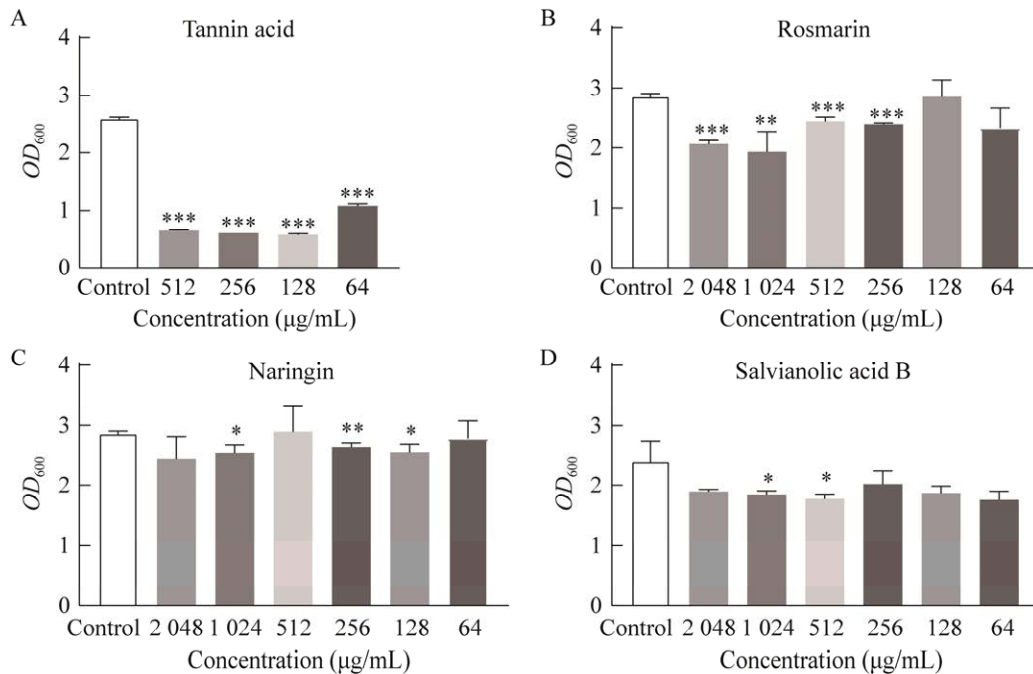 A
Tannin acid
4
3
2
1
0
OD600
***
***
***
***
Control 512 256 128 64
Concentration (μg/mL)
B
Rosmarin
4
3
2
1
0
OD600
***
**
***
***
Control 2 048 1 024 512 256 128 64
Concentration (μg/mL)
C
Naringin
4
3
2
1
0
OD600
*
**
*
Control 2 048 1 024 512 256 128 64
Concentration (μg/mL)
D
Salvianolic acid B
4
3
2
1
0
OD600
*
*
Control 2 048 1 024 512 256 128 64
Concentration (μg/mL)